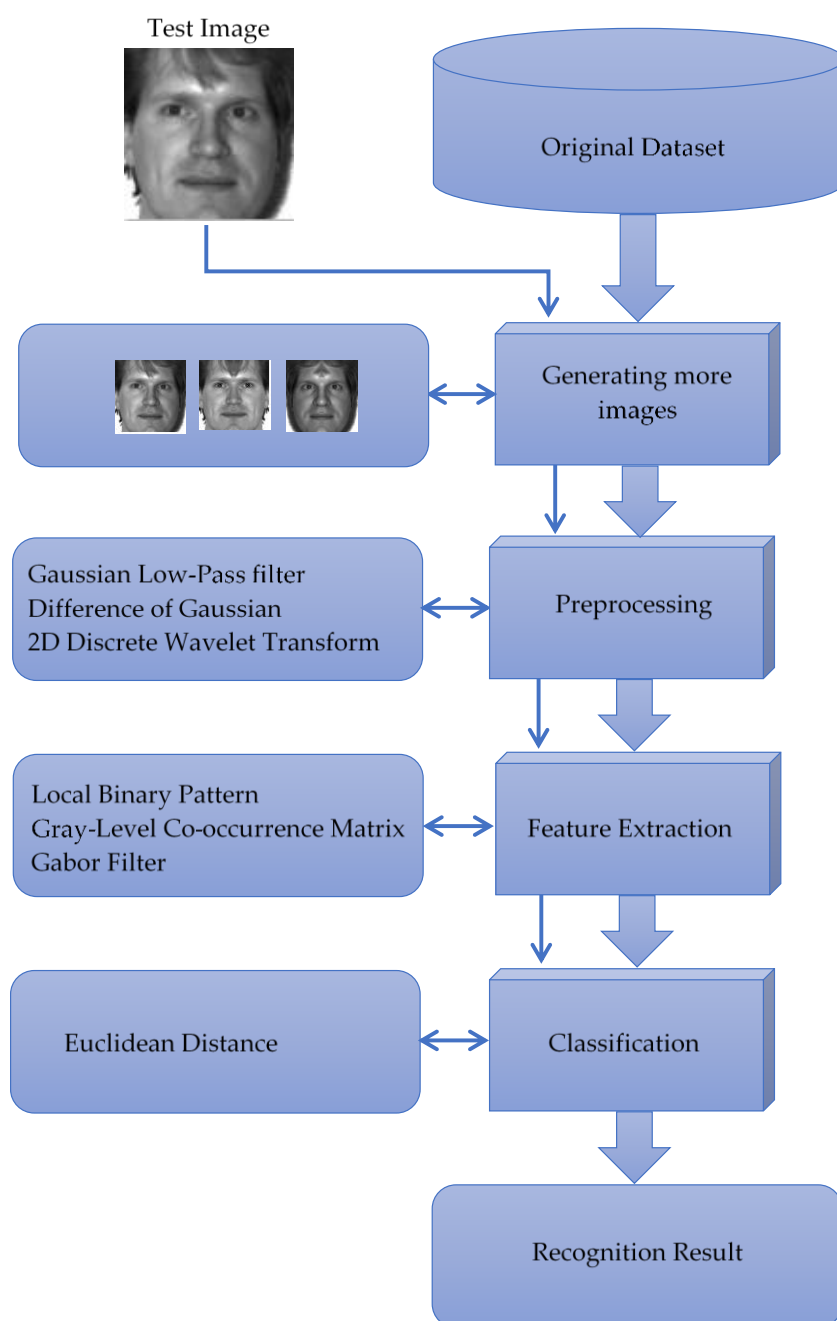 Test Image
Original Dataset
Generating more
images
Gaussian Low-Pass filter
Difference of Gaussian
2D Discrete Wavelet Transform
Preprocessing
Local Binary Pattern
Gray-Level Co-occurrence Matrix
Gabor Filter
Feature Extraction
Euclidean Distance
Classification
Recognition Result